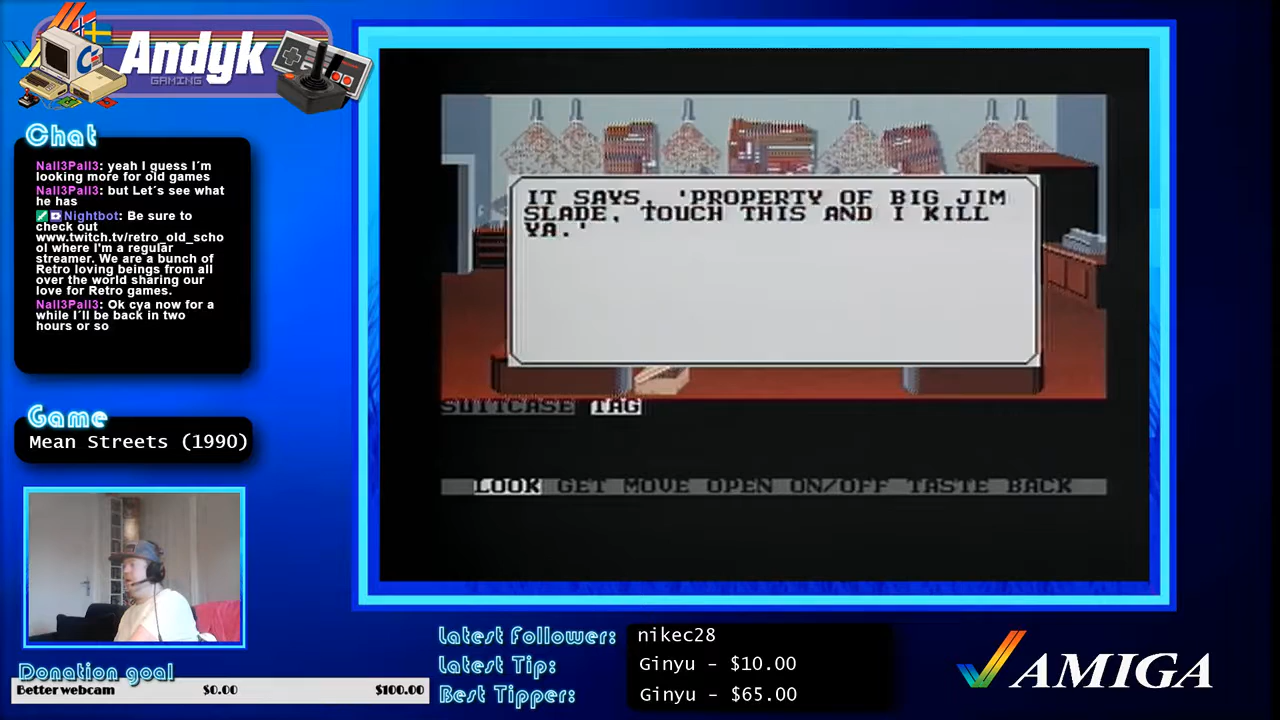 Andyk
GAMING
Chat
Nall3Pall3: yeah I guess I´m
looking more for old games
Nall3Pall3: but Let´s see what
he has
Nightbot: Be sure to
check out
www.twitch.tv/retro_old_scho
ol where I'm a regular
streamer. We are a bunch of
Retro loving beings from all
over the world sharing our
love for Retro games.
Nall3Pall3: Ok cya now for a
while I´ll be back in two
hours or so
Game
Mean Streets (1990)
Donation goal
Better webcam $0.00 $100.00
IT SAYS, 'PROPERTY OF BIG JIM
SLADE, TOUCH THIS AND I KILL
YA.'
SUITCASE TAG
LOOK GET MOVE OPEN ON/OFF TASTE BACK
Latest Follower: nikec28
Latest Tip: Ginyu - $10.00
Best Tipper: Ginyu - $65.00
AMIGA